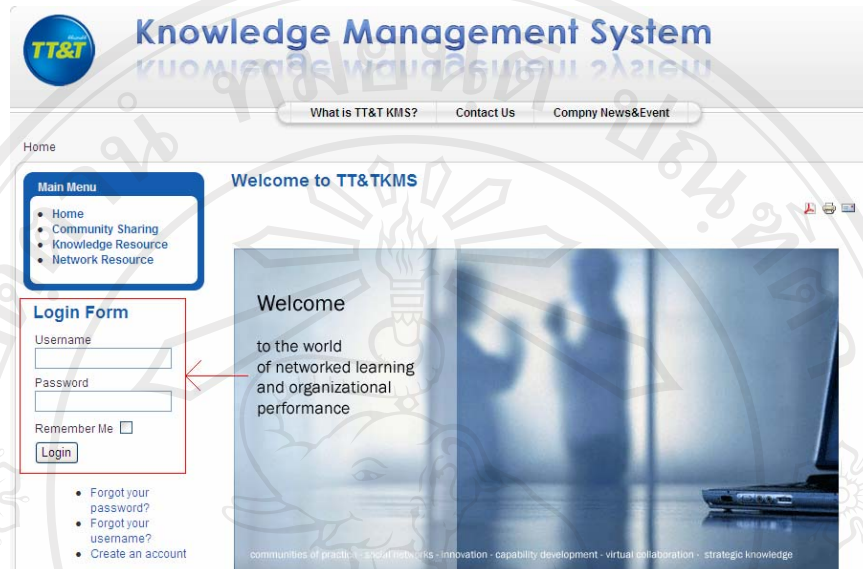 TT&T
Knowledge Management System
What is TT&T KMS? Contact Us Compny News&Event
Home
Main Menu
Home
Community Sharing
Knowledge Resource
Network Resource
Welcome to TT&TKMS
Login Form
Username
Password
Remember Me
Login
Forgot your
password?
Forgot your
username?
Create an account
Welcome
to the world
of networked learning
and organizational
performance
communities of practice - social networks - innovation - capability development - virtual collaboration - strategic knowledge